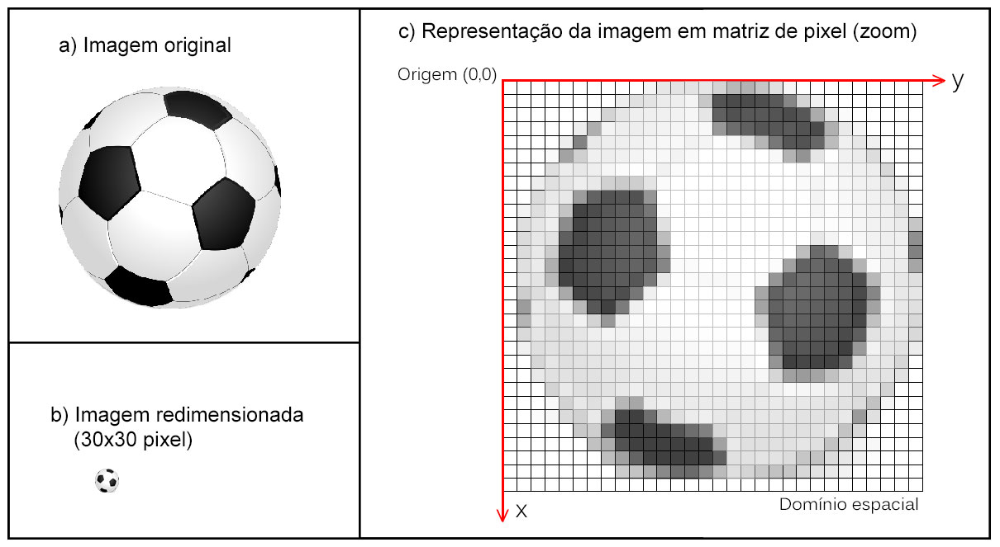 a) Imagem original
b) Imagem redimensionada
(30x30 pixel)
c) Representação da imagem em matriz de pixel (zoom)
Origem (0,0)
y
x
Domínio espacial